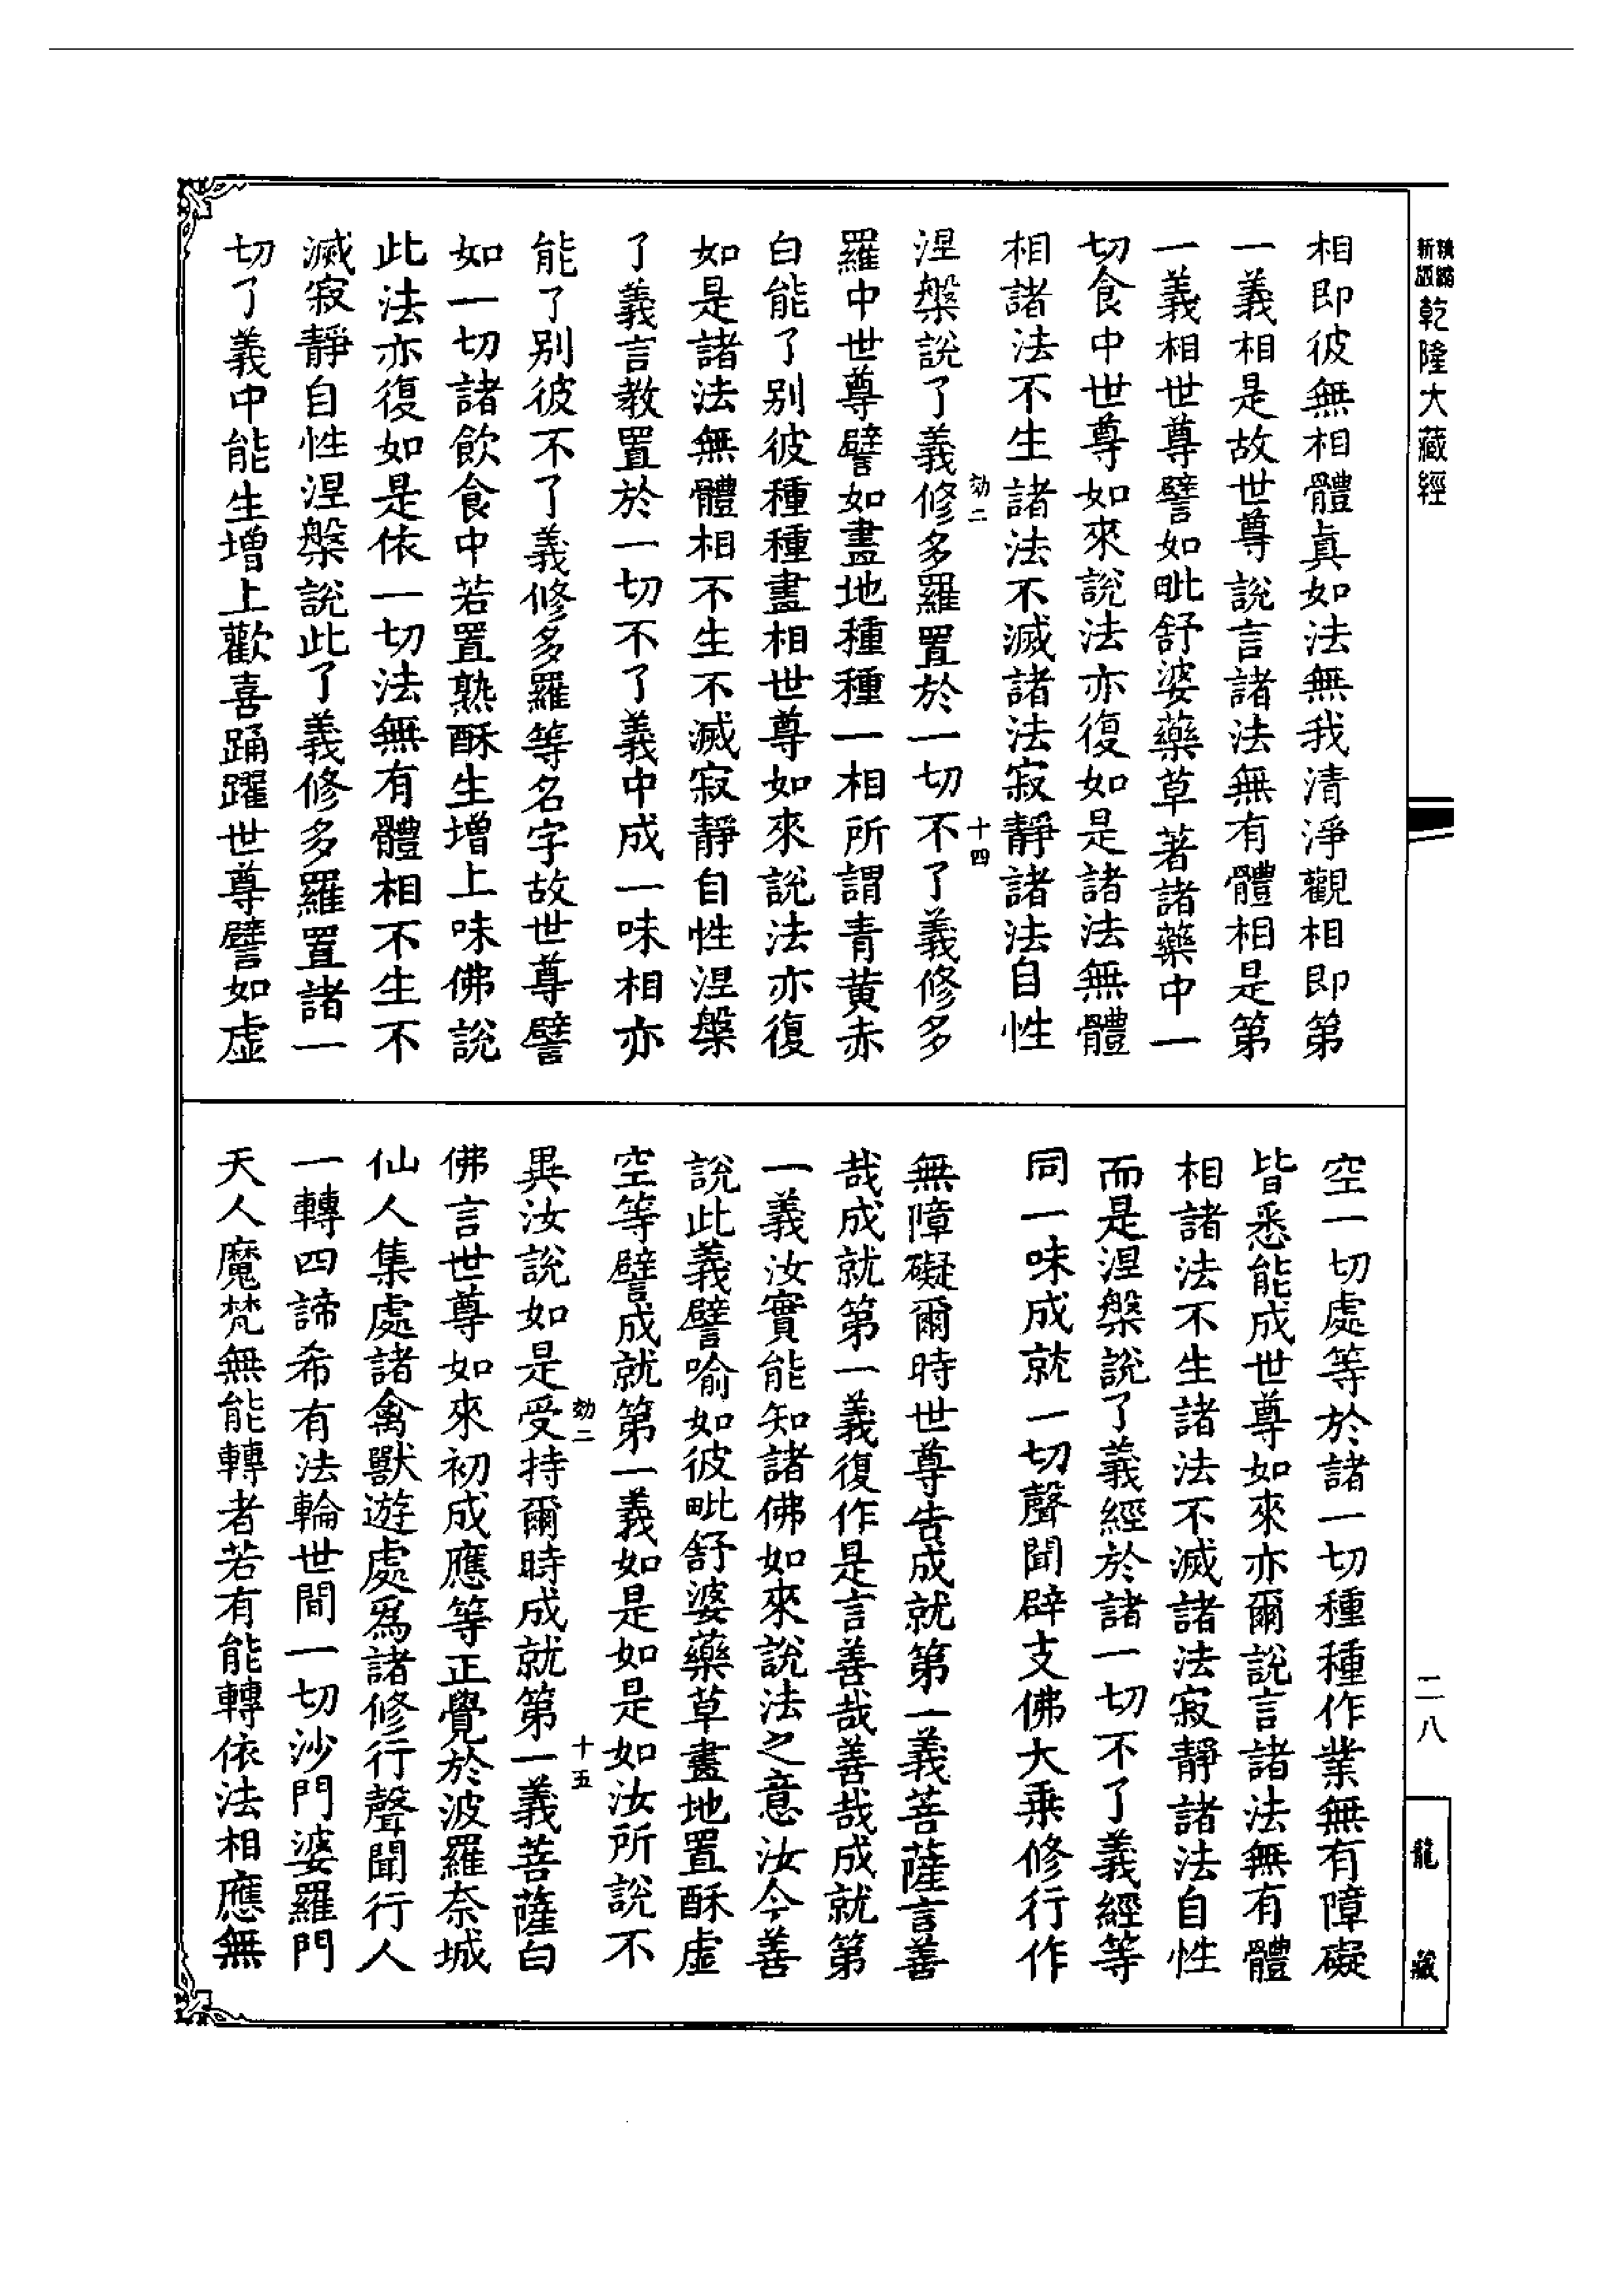 精縮新版乾隆大藏經
相即彼無相體真如法無我清淨觀相即第
一義相是故世尊說言諸法無有體相是第
一義相世尊譬如毗舒婆藥草著諸藥中一
切食中世尊如來說法亦復如是諸法無體
相諸法不生諸法不滅諸法寂靜諸法自性
効二 十四
涅槃說了義修多羅置於一切不了義修多
羅中世尊譬如畫地種種一相所謂青黃赤
白能了別彼種種畫相世尊如來說法亦復
如是諸法無體相不生不滅寂靜自性涅槃
了義言教置於一切不了義中成一味相亦
能了別彼不了義修多羅等名字故世尊譬
如一切諸飲食中若置熟酥生增上味佛說
此法亦復如是依一切法無有體相不生不
滅寂靜自性涅槃說此了義修多羅置諸一
切了義中能生增上歡喜踊躍世尊譬如虛
空一切處等於諸一切種種作業無有障礙
皆悉能成世尊如來亦爾說言諸法無有體
相諸法不生諸法不滅諸法寂靜諸法自性
而是涅槃說了義經於諸一切不了義經等
同一味成就一切聲聞辟支佛大乘修行作
無障礙爾時世尊告成就第一義菩薩言善
哉成就第一義復作是言善哉善哉成就第
一義汝實能知諸佛如來說法之意汝今善
說此義譬喻如彼毗舒婆藥草畫地置酥虛
空等譬成就第一義如是如是如汝所說不
効二 十五
異汝說如是受持爾時成就第一義菩薩白
佛言世尊如來初成應等正覺於波羅奈城
仙人集處諸禽獸遊處爲諸修行聲聞行人
一轉四諦希有法輪世間一切沙門婆羅門
天人魔梵無能轉者若有能轉依法相應無
二八
龍藏